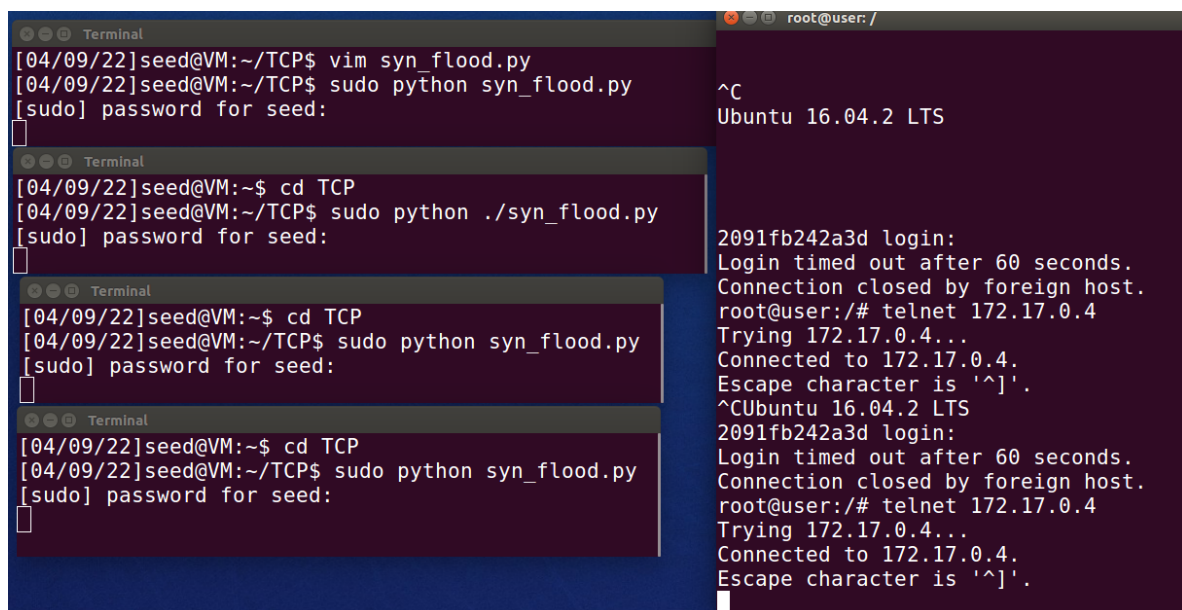 Terminal
[04/09/22]seed@VM:~/TCP$ vim syn_flood.py
[04/09/22]seed@VM:~/TCP$ sudo python syn_flood.py
[sudo] password for seed:
Terminal
[04/09/22]seed@VM:~$ cd TCP
[04/09/22]seed@VM:~/TCP$ sudo python ./syn_flood.py
[sudo] password for seed:
Terminal
[04/09/22]seed@VM:~$ cd TCP
[04/09/22]seed@VM:~/TCP$ sudo python syn_flood.py
[sudo] password for seed:
Terminal
[04/09/22]seed@VM:~$ cd TCP
[04/09/22]seed@VM:~/TCP$ sudo python syn_flood.py
[sudo] password for seed:
root@user: /
^C
Ubuntu 16.04.2 LTS
2091fb242a3d login:
Login timed out after 60 seconds.
Connection closed by foreign host.
root@user:/# telnet 172.17.0.4
Trying 172.17.0.4...
Connected to 172.17.0.4.
Escape character is '^]'.
^CUbuntu 16.04.2 LTS
2091fb242a3d login:
Login timed out after 60 seconds.
Connection closed by foreign host.
root@user:/# telnet 172.17.0.4
Trying 172.17.0.4...
Connected to 172.17.0.4.
Escape character is '^]'.